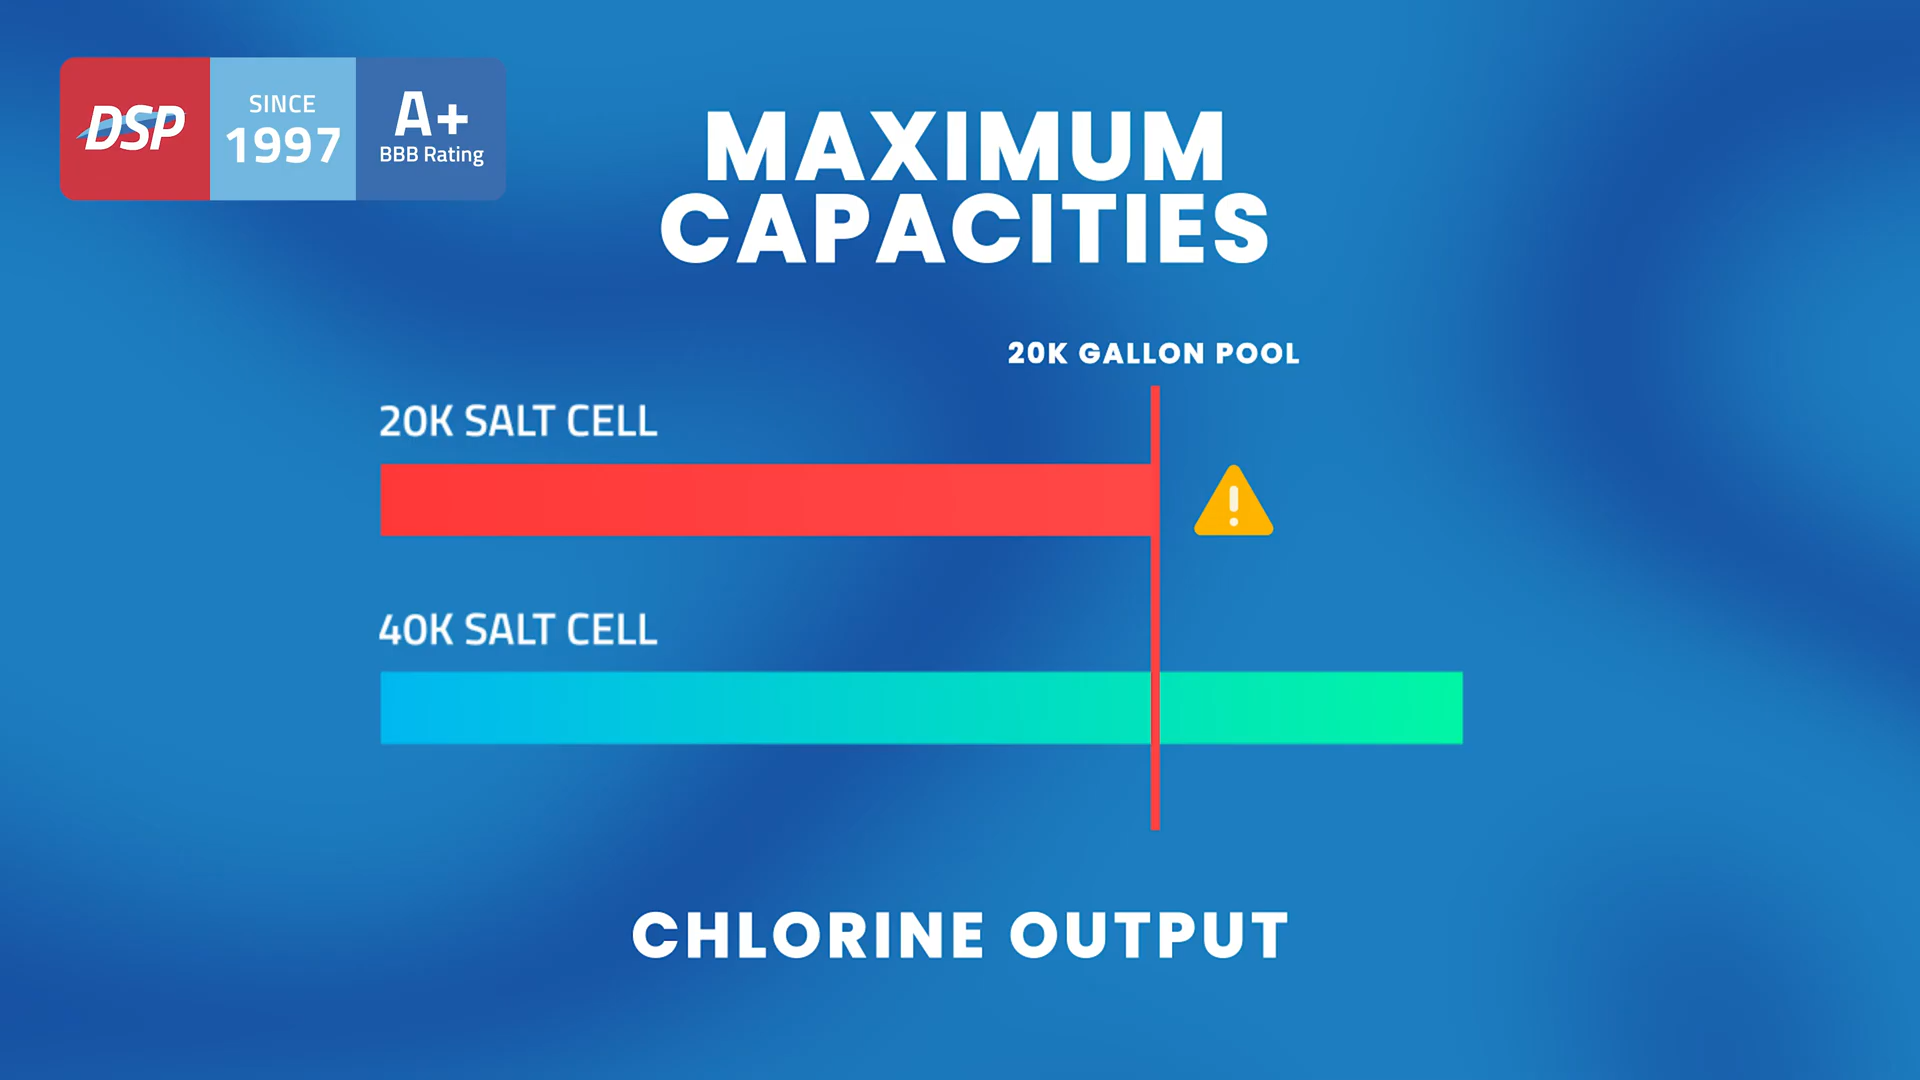 DSP
SINCE
1997
A+
BBB Rating
MAXIMUM
CAPACITIES
20K GALLON POOL
20K SALT CELL
40K SALT CELL
CHLORINE OUTPUT